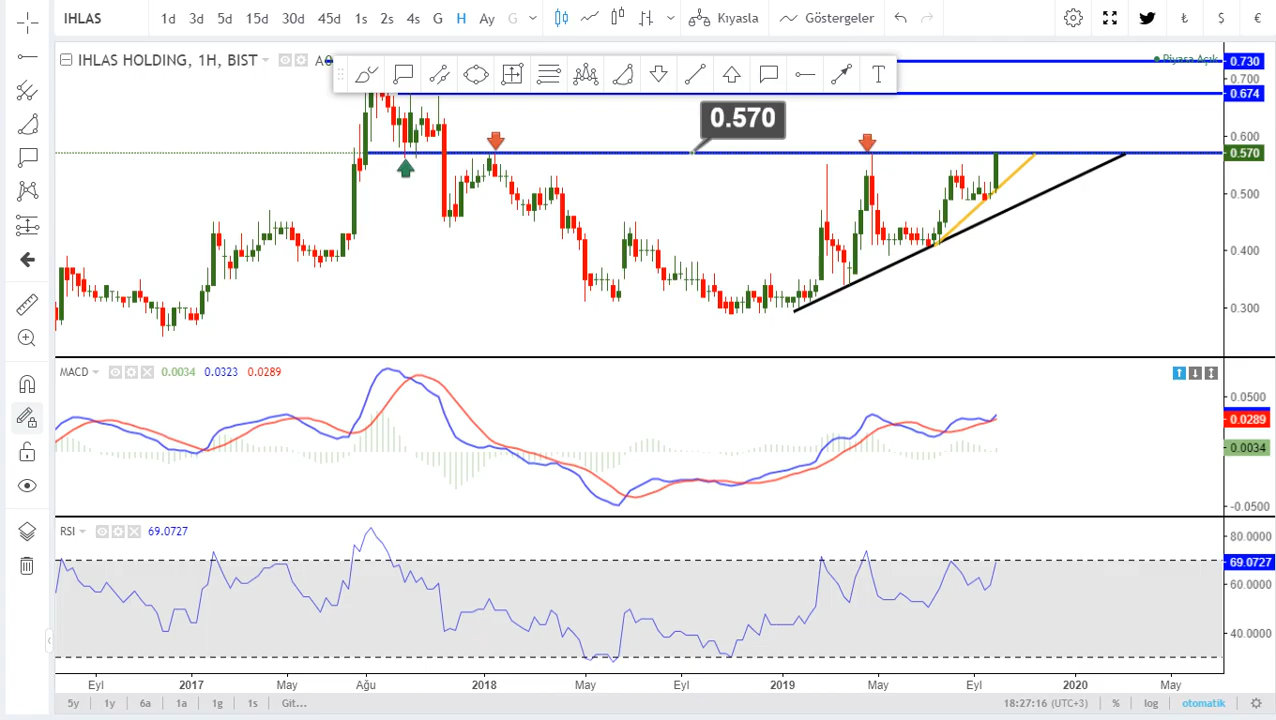 IHLAS 1d 3d 5d 15d 30d 45d 1s 2s 4s G H Ay G Kıyasla Göstergeler ₺ $ €
IHLAS HOLDING, 1H, BIST
Piyasa Açık
T
0.730
0.700
0.674
0.600
0.570
0.570
0.500
0.400
0.300
MACD 0.0034 0.0323 0.0289
0.0500
0.0289
0.0034
-0.0500
RSI 69.0727
80.0000
69.0727
60.0000
40.0000
Eyl 2017 May Ağu 2018 May Eyl 2019 May Eyl 2020 May
5y 1y 6a 1a 1g 1s Git... 18:27:16 (UTC+3) % log otomatik